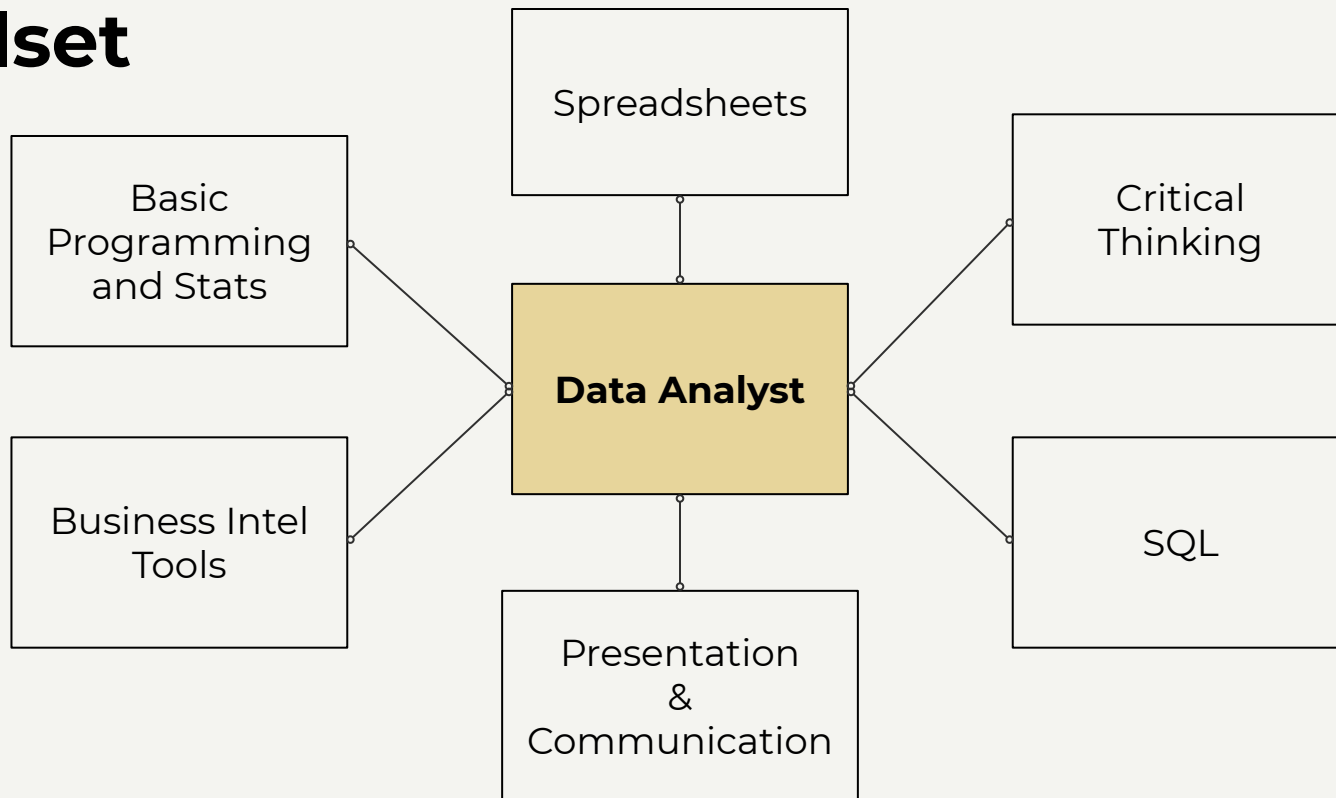 lset
Spreadsheets
Basic
Programming
and Stats
Critical
Thinking
Data Analyst
Business Intel
Tools
SQL
Presentation
&
Communication